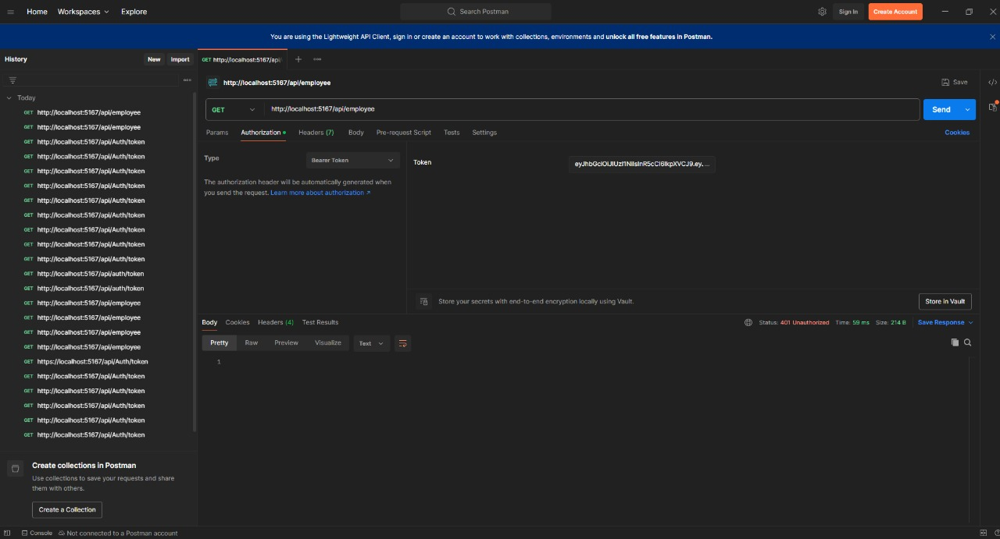 Home Workspaces Explore Search Postman Sign In Create Account
You are using the Lightweight API Client, sign in or create an account to work with collections, environments and unlock all free features in Postman.
History New Import GET http://localhost:5167/api/
http://localhost:5167/api/employee Save
Today
GET http://localhost:5167/api/employee
GET http://localhost:5167/api/employee
GET http://localhost:5167/api/Auth/token
GET http://localhost:5167/api/Auth/token
GET http://localhost:5167/api/Auth/token
GET http://localhost:5167/api/Auth/token
GET http://localhost:5167/api/Auth/token
GET http://localhost:5167/api/Auth/token
GET http://localhost:5167/api/Auth/token
GET http://localhost:5167/api/Auth/token
GET http://localhost:5167/api/Auth/token
GET http://localhost:5167/api/auth/token
GET http://localhost:5167/api/auth/token
GET http://localhost:5167/api/employee
GET http://localhost:5167/api/employee
GET http://localhost:5167/api/employee
GET http://localhost:5167/api/employee
GET https://localhost:5167/api/Auth/token
GET http://localhost:5167/api/Auth/token
GET http://localhost:5167/api/Auth/token
GET http://localhost:5167/api/Auth/token
GET http://localhost:5167/api/Auth/token
GET http://localhost:5167/api/Auth/token
Create collections in Postman
Use collections to save your requests and share
them with others.
Create a Collection
GET http://localhost:5167/api/employee Send
Params Authorization Headers (7) Body Pre-request Script Tests Settings Cookies
Type Bearer Token
The authorization header will be automatically generated when
you send the request. Learn more about authorization ↗
Token
Store your secrets with end-to-end encryption locally using Vault. Store in Vault
Body Cookies Headers (4) Test Results Status: 401 Unauthorized Time: 59 ms Size: 214 B Save Response
Pretty Raw Preview Visualize Text
1
Console Not connected to a Postman account